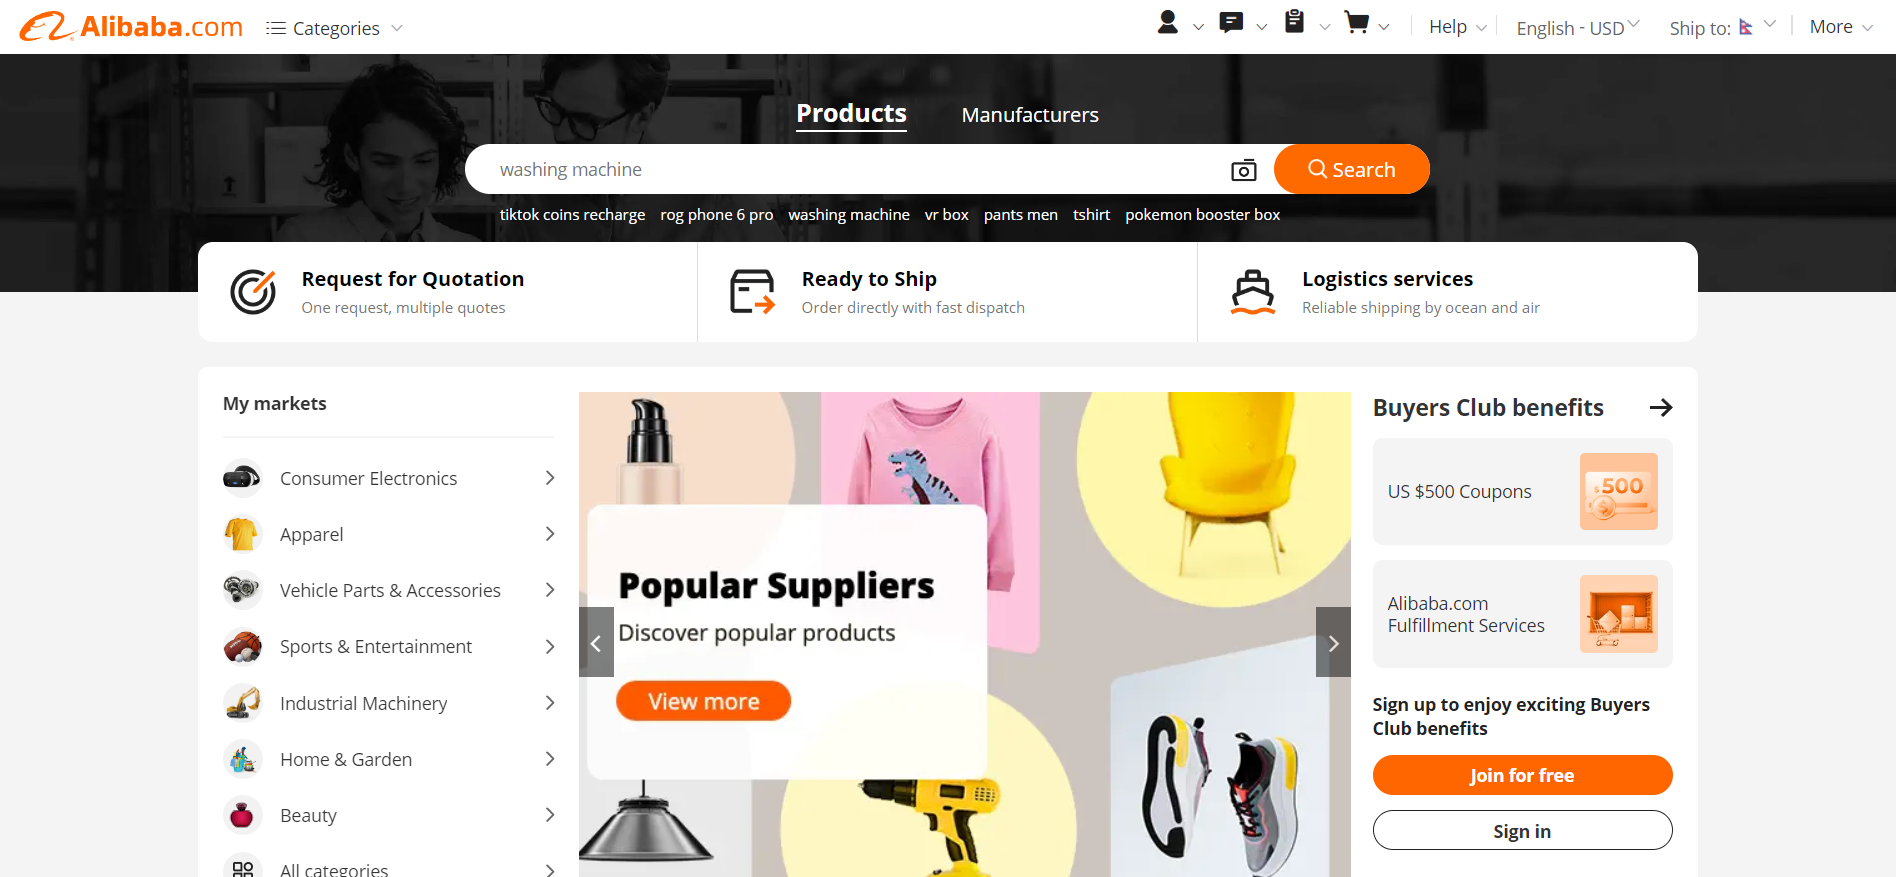 Alibaba.com
Categories
Help
English - USD
Ship to:
More
Products
Manufacturers
washing machine
Search
tiktok coins recharge rog phone 6 pro washing machine vr box pants men tshirt pokemon booster box
Request for Quotation
One request, multiple quotes
Ready to Ship
Order directly with fast dispatch
Logistics services
Reliable shipping by ocean and air
My markets
Consumer Electronics
Apparel
Vehicle Parts & Accessories
Sports & Entertainment
Industrial Machinery
Home & Garden
Beauty
All categories
Popular Suppliers
Discover popular products
View more
Buyers Club benefits
US $500 Coupons
$500
Alibaba.com
Fulfillment Services
Sign up to enjoy exciting Buyers
Club benefits
Join for free
Sign in